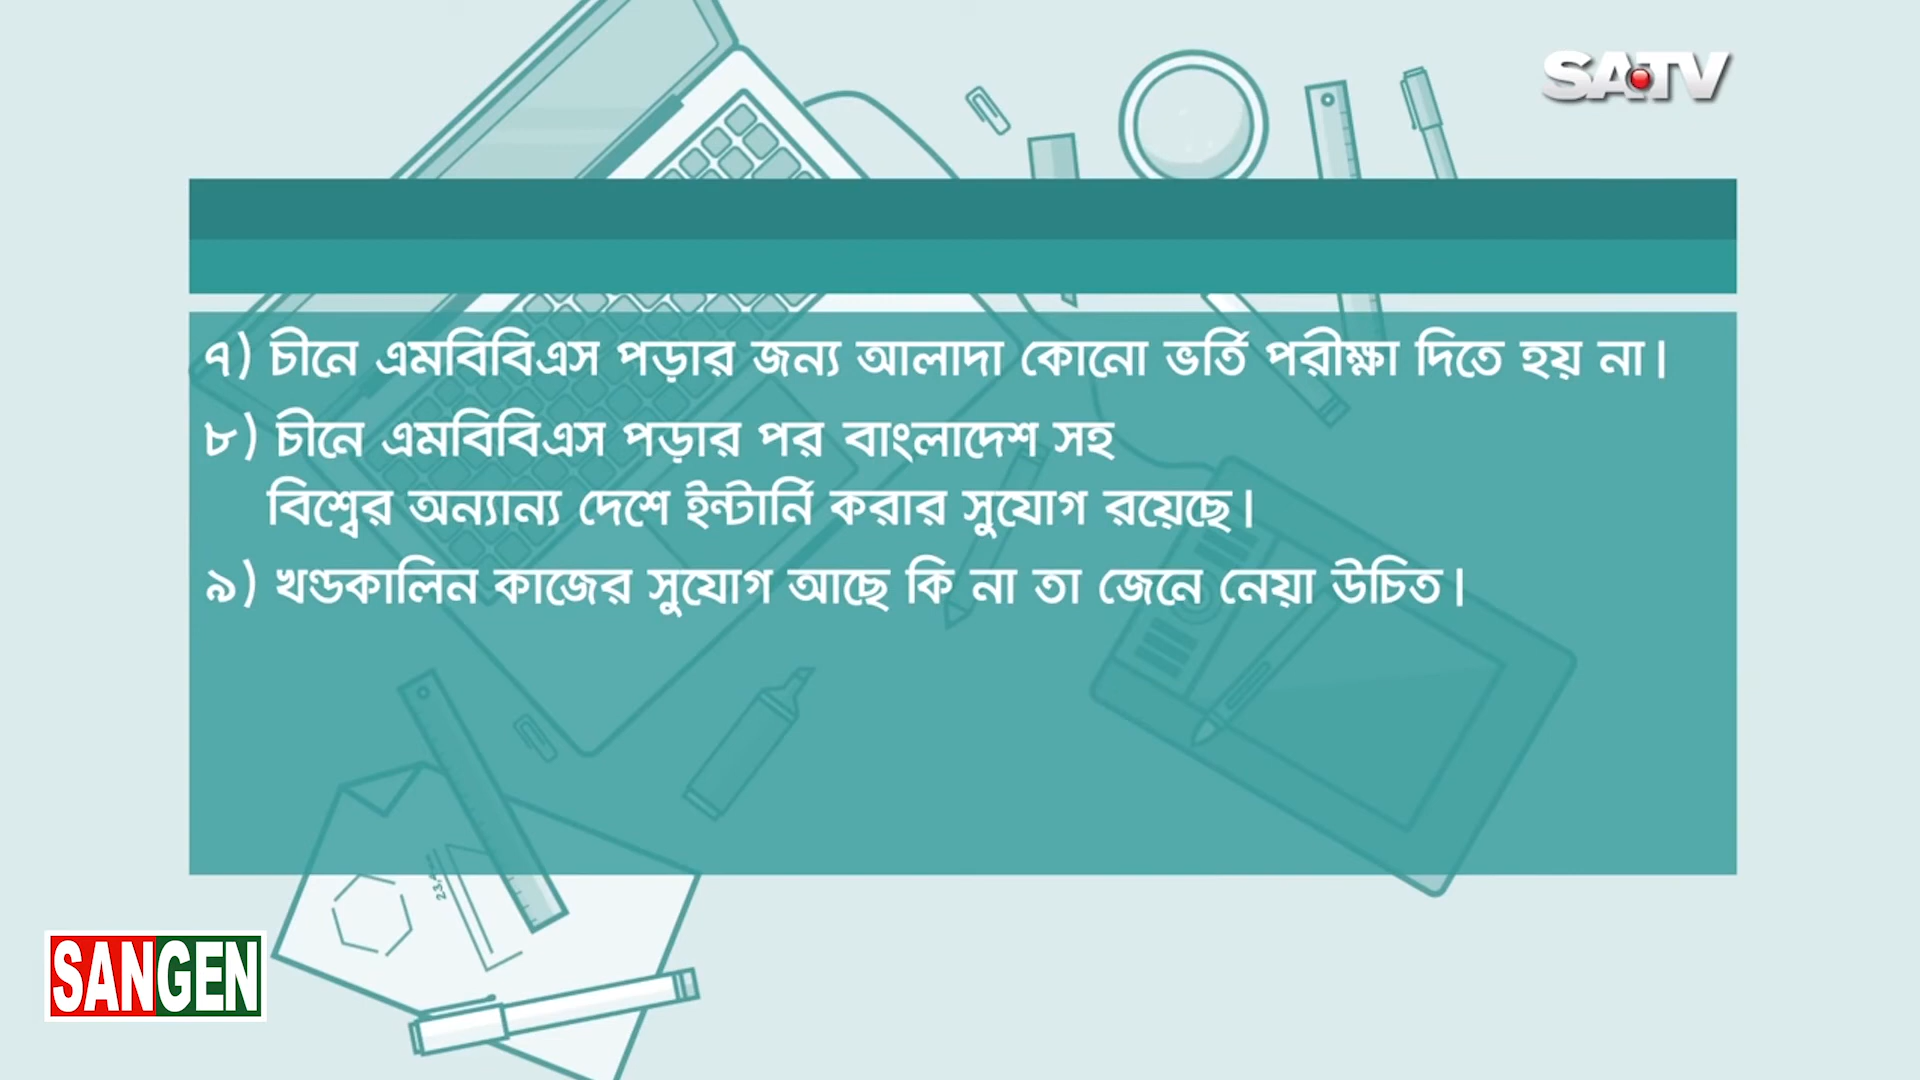 SATV
৭) চীনে এমবিবিএস পড়ার জন্য আলাদা কোনো ভর্তি পরীক্ষা দিতে হয় না।
৮) চীনে এমবিবিএস পড়ার পর বাংলাদেশ সহ
বিশ্বের অন্যান্য দেশে ইন্টার্নি করার সুযোগ রয়েছে।
৯) খণ্ডকালিন কাজের সুযোগ আছে কি না তা জেনে নেয়া উচিত।
SANGEN